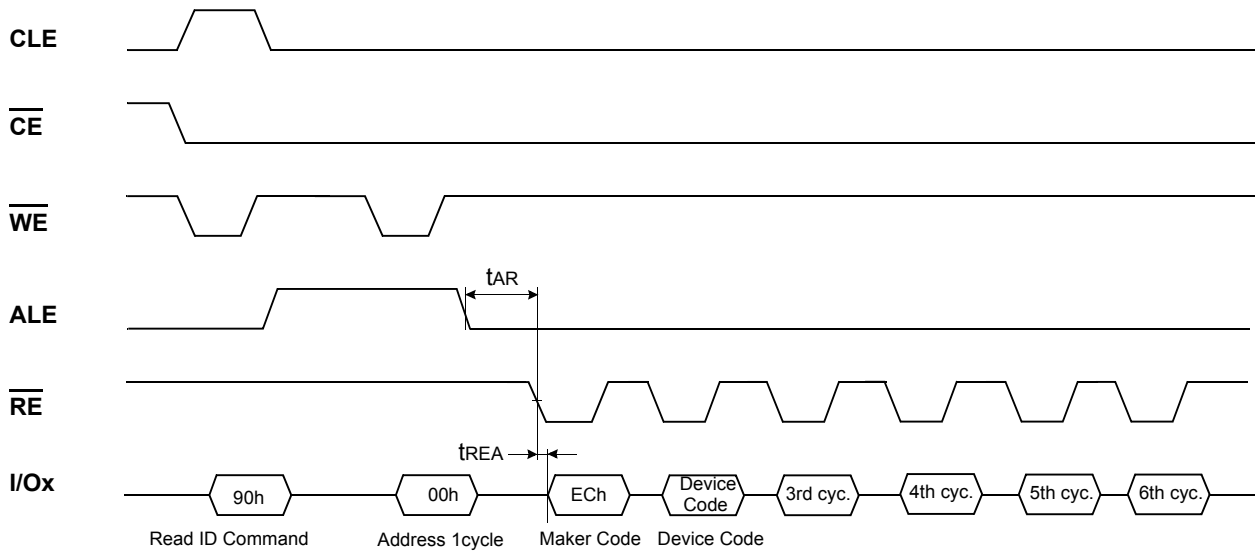 CLE
CE
WE
ALE
tAR
RE
tREA
I/Ox
90h
00h
ECh
Device
Code
3rd cyc.
4th cyc.
5th cyc.
6th cyc.
Read ID Command
Address 1cycle
Maker Code
Device Code